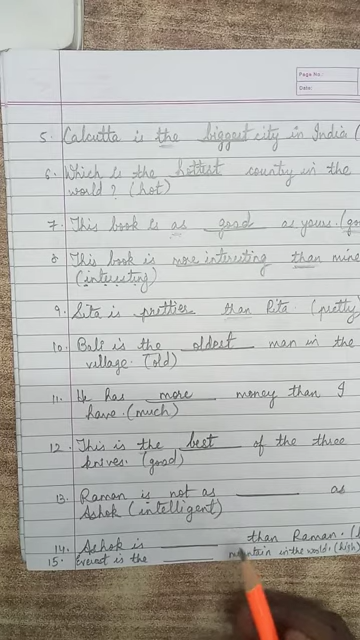 Page No.:
Date:
5. Calcutta is the biggest city in India (
6. Which is the hottest country in the
world? (hot)
7. This book is as good as yours. (go
8 This book is more interesting than mine
(interesting)
9. Sita is prettier than Rita. (pretty
10. Bali is the oldest man in the
village. (old)
11. He has more money than I
have. (much)
12. This is the best of the three
knives. (good)
13. Raman is not as ______ as
Ashok (intelligent)
14. Ashok is ______ than Raman. (
15. Everest is the ______ mountain in the world. (high)